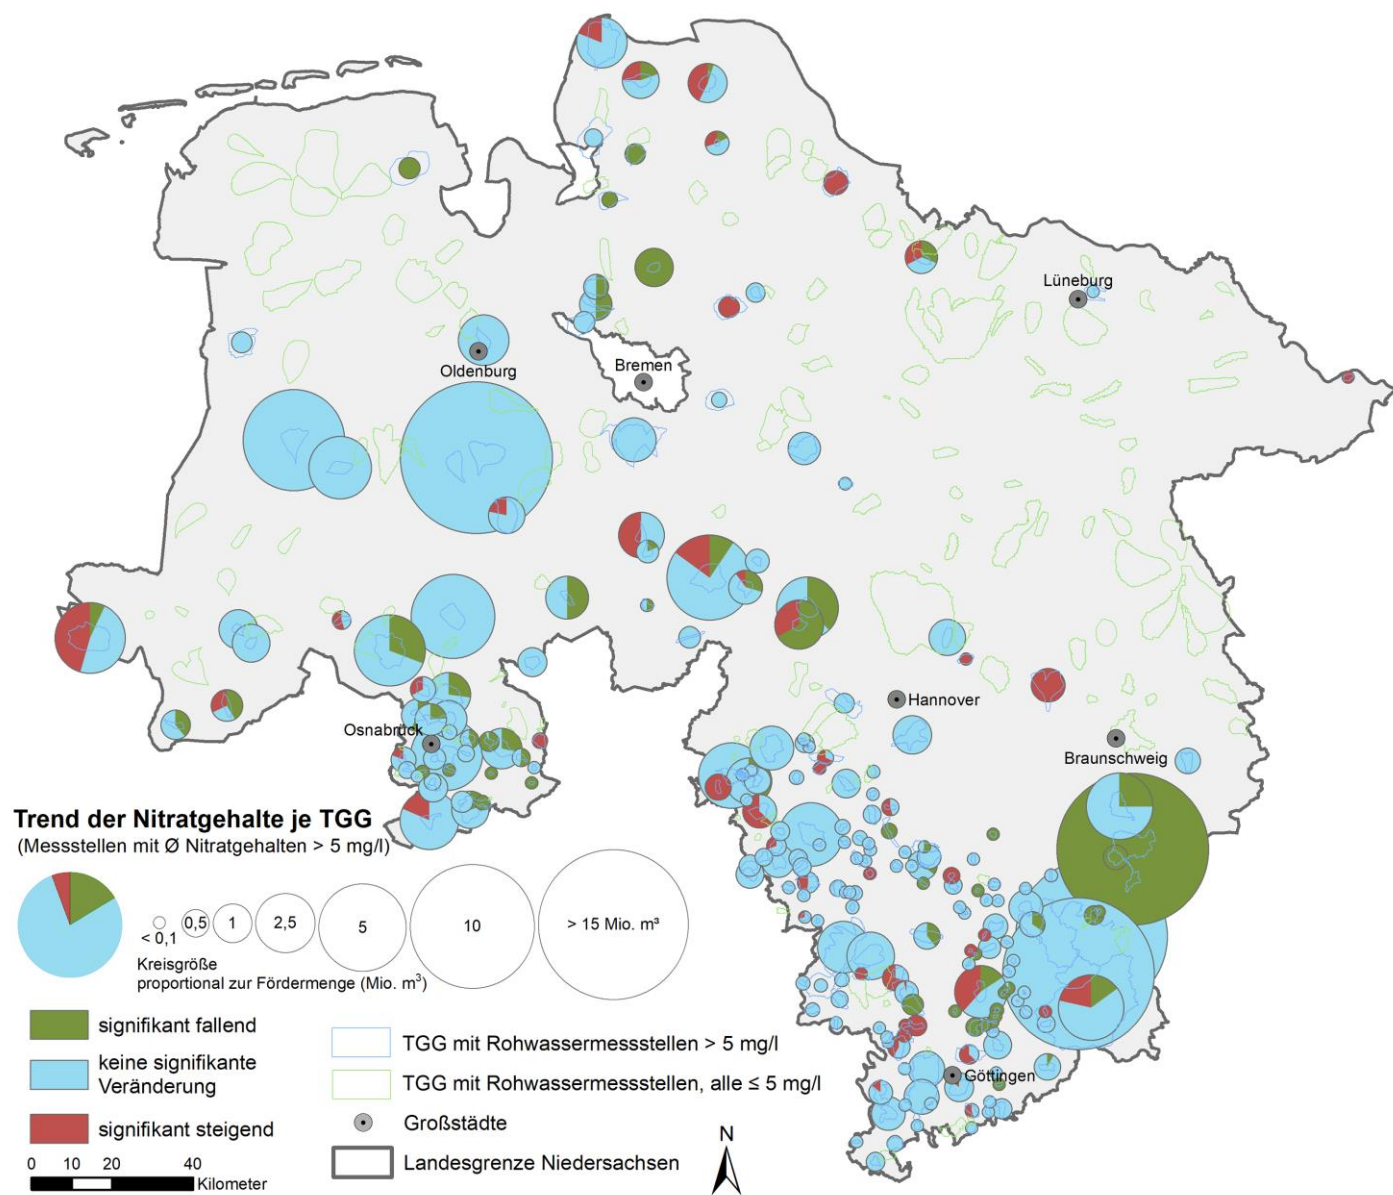 Lüneburg
Oldenburg
Bremen
Hannover
Osnabrück
Braunschweig
Göttingen
Trend der Nitratgehalte je TGG
(Messstellen mit Ø Nitratgehalten > 5 mg/l)
< 0,1
0,5
1
2,5
5
10
> 15 Mio. m³
Kreisgröße
proportional zur Fördermenge (Mio. m³)
signifikant fallend
keine signifikante
Veränderung
signifikant steigend
0 10 20 40
Kilometer
TGG mit Rohwassermessstellen > 5 mg/l
TGG mit Rohwassermessstellen, alle ≤ 5 mg/l
Großstädte
Landesgrenze Niedersachsen
N